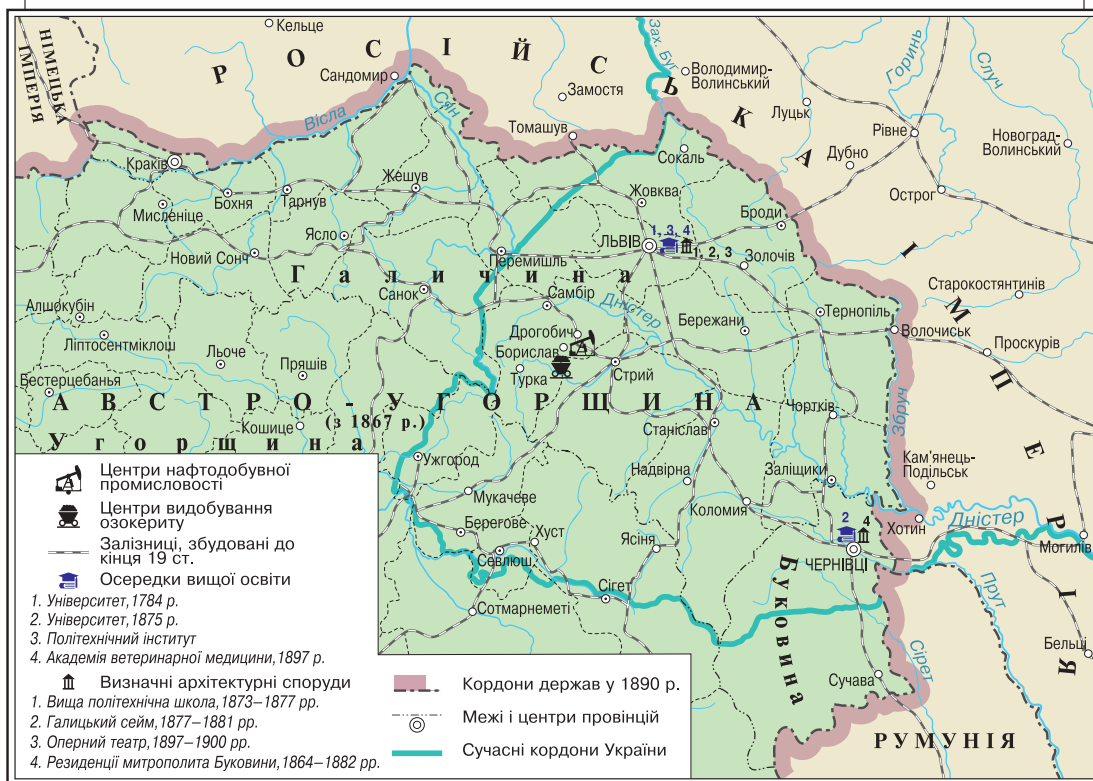 Кельце
НІМЕЦЬКА
ІМПЕРІЯ
РОСІЙСЬКА ІМПЕРІЯ
Сандомир
Вісла
Сян
Зах. Буг
Володимир-
Волинський
Замостя
Томашув
Луцьк
Горинь
Случ
Рівне
Новоград-
Волинський
Дубно
Острог
Сокаль
Краків
Бохня
Тарнув
Жешув
Мисленіце
Жовква
Броди
Ясло
Новий Сонч
Перемишль
ЛЬВІВ
1, 3, 4
1, 2, 3
Золочів
Галичина
Старокостянтинів
Санок
Самбір
Дністер
Алшокубін
Ліптосентміклош
Льоче
Пряшів
Дрогобич
Борислав
Бережани
Тернопіль
Волочиськ
Проскурів
Бестерцебанья
Турка
Стрий
АВСТРО-УГОРЩИНА
(з 1867 р.)
Кошице
Угорщина
Станіслав
Чортків
Збруч
Ужгород
Надвірна
Заліщики
Кам'янець-
Подільськ
Мукачеве
Коломия
Хотин
Дністер
Берегове
Хуст
Ясіня
2
4
ЧЕРНІВЦІ
Могилів
Севлюш
Сігет
Буковина
Прут
Сотмарнеметі
Сірет
Бельці
Сучава
РУМУНІЯ
Центри нафтодобувної
промисловості
Центри видобування
озокериту
Залізниці, збудовані до
кінця 19 ст.
Осередки вищої освіти
1. Університет, 1784 р.
2. Університет, 1875 р.
3. Політехнічний інститут
4. Академія ветеринарної медицини, 1897 р.
Визначні архітектурні споруди
1. Вища політехнічна школа, 1873–1877 рр.
2. Галицький сейм, 1877–1881 рр.
3. Оперний театр, 1897–1900 рр.
4. Резиденції митрополита Буковини, 1864–1882 рр.
Кордони держав у 1890 р.
Межі і центри провінцій
Сучасні кордони України